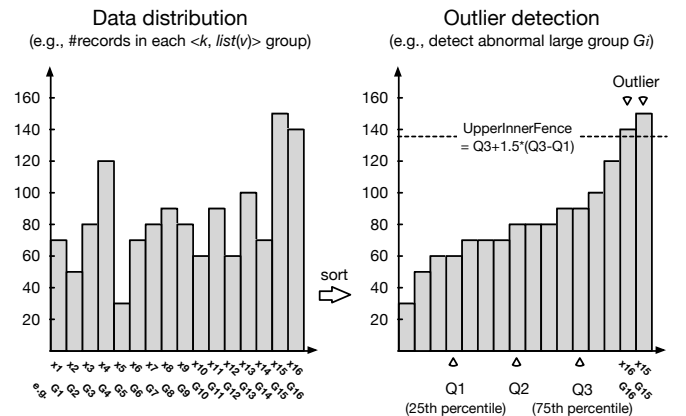 Data distribution
(e.g., #records in each <k, list(v)> group)
160
140
120
100
80
60
40
20
x1 x2 x3 x4 x5 x6 x7 x8 x9 x10 x11 x12 x13 x14 x15 x16
e.g. G1 G2 G3 G4 G5 G6 G7 G8 G9 G10 G11 G12 G13 G14 G15 G16
sort
Outlier detection
(e.g., detect abnormal large group Gi)
Outlier
160
140
120
100
80
60
40
20
UpperInnerFence
= Q3+1.5*(Q3-Q1)
x16 x15
G16 G15
Q1 Q2 Q3
(25th percentile) (75th percentile)